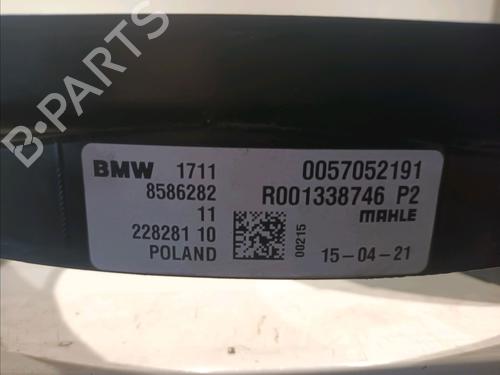 B-PARTS
BMW 1711 0057052191
8586282 R001338746 P2
11 MAHLE
228281 10 00215
POLAND 15-04-21